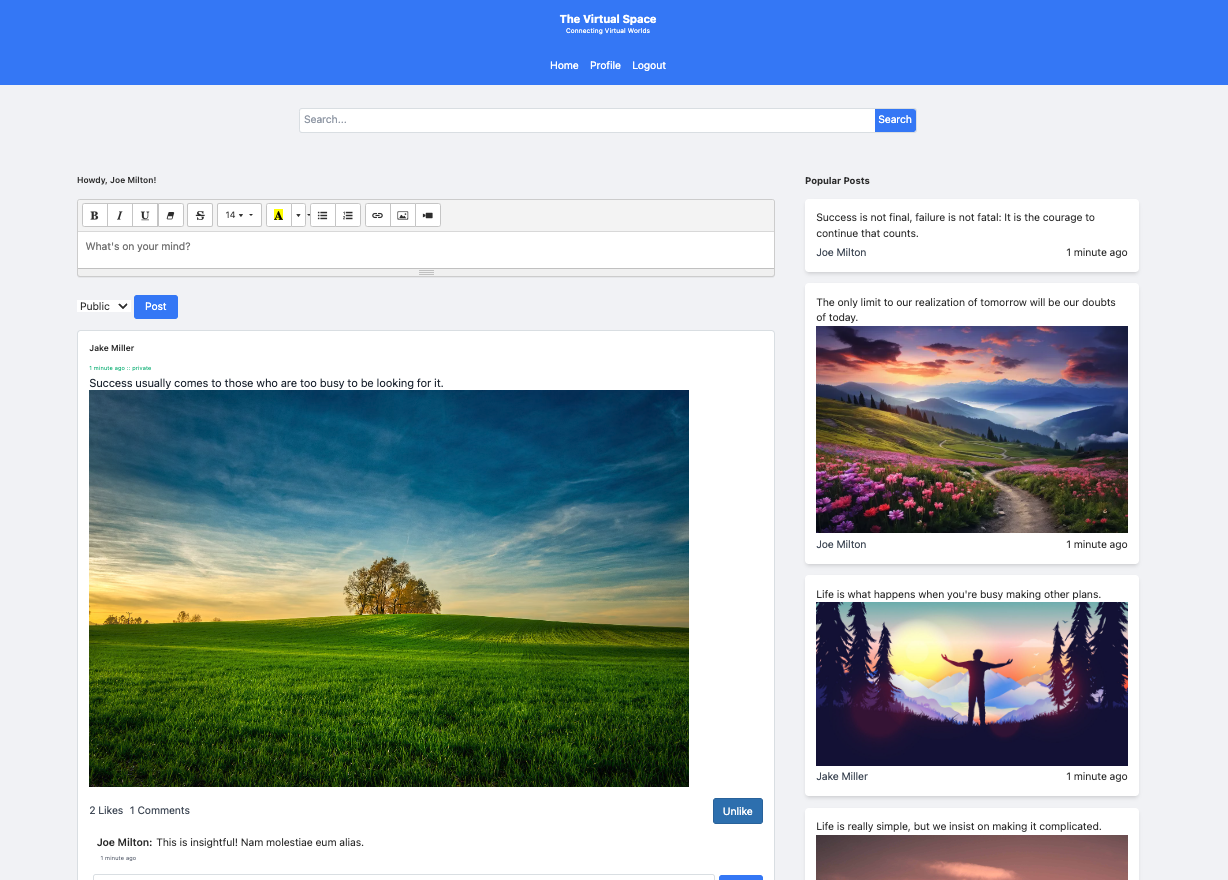 The Virtual Space
Connecting Virtual Worlds
Home Profile Logout
Search...
Search
Howdy, Joe Milton!
B I U S 14 A
What's on your mind?
Public
Post
Jake Miller
1 minute ago :: private
Success usually comes to those who are too busy to be looking for it.
2 Likes 1 Comments
Unlike
Joe Milton: This is insightful! Nam molestiae eum alias.
1 minute ago
Popular Posts
Success is not final, failure is not fatal: It is the courage to
continue that counts.
Joe Milton 1 minute ago
The only limit to our realization of tomorrow will be our doubts
of today.
Joe Milton 1 minute ago
Life is what happens when you're busy making other plans.
Jake Miller 1 minute ago
Life is really simple, but we insist on making it complicated.